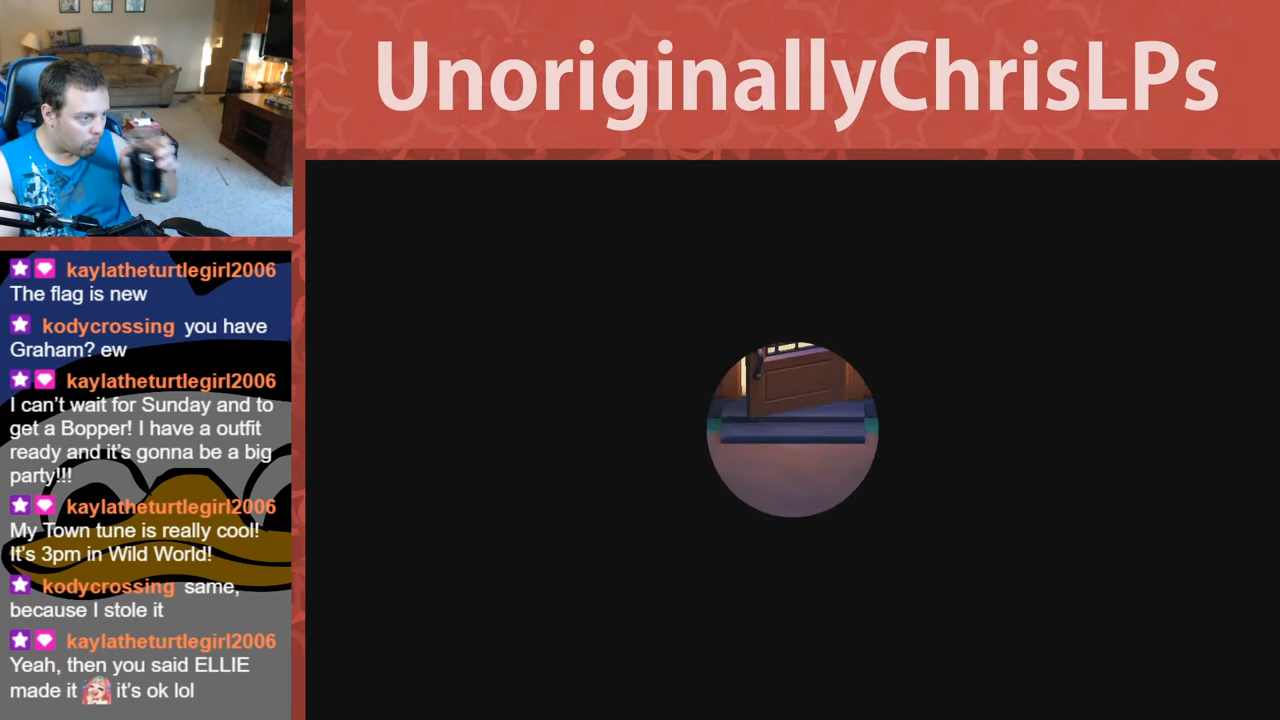 UnoriginallyChrisLPs
kaylatheturtlegirl2006
The flag is new
kodycrossing you have
Graham? ew
kaylatheturtlegirl2006
I can't wait for Sunday and to
get a Bopper! I have a outfit
ready and it's gonna be a big
party!!!
kaylatheturtlegirl2006
My Town tune is really cool!
It's 3pm in Wild World!
kodycrossing same,
because I stole it
kaylatheturtlegirl2006
Yeah, then you said ELLIE
made it it's ok lol